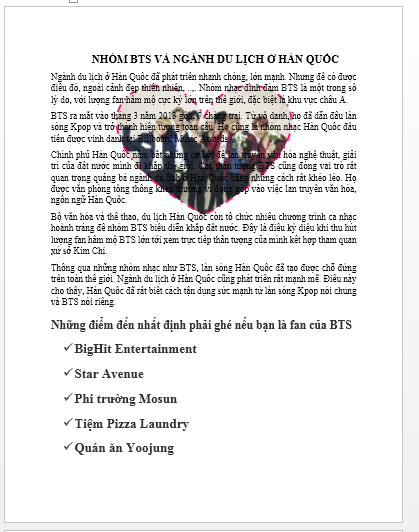 NHÓM BTS VÀ NGÀNH DU LỊCH Ở HÀN QUỐC
Ngành du lịch ở Hàn Quốc đã phát triển nhanh chóng, lớn mạnh. Nhưng để có được
điều đó, ngoài cảnh đẹp thiên nhiên, … Nhóm nhạc đình đám BTS là một trong số
lý do, với lượng fan hâm mộ cực kỳ lớn trên thế giới, đặc biệt là khu vực châu Á.
BTS ra mắt vào tháng 3 năm 2013 gồm 7 chàng trai. Từ vô danh, họ đã dẫn đầu làn
sóng Kpop và trở thành hiện tượng toàn cầu. Họ cũng là nhóm nhạc Hàn Quốc đầu
tiên được vinh danh tại Billboard Music Awards.
Chính phủ Hàn Quốc nắm bắt những cơ hội để lan truyền văn hóa nghệ thuật, giải
trí của đất nước mình đi khắp thế giới. Các thần tượng BTS cũng đóng vai trò rất
quan trọng quảng bá ngành du lịch ở Hàn Quốc bằng những cách rất khéo léo. Họ
được văn phòng tổng thống khen thưởng vì đóng góp vào việc lan truyền văn hóa,
ngôn ngữ Hàn Quốc.
Bộ văn hóa và thể thao, du lịch Hàn Quốc còn tổ chức nhiều chương trình ca nhạc
hoành tráng để nhóm BTS biểu diễn khắp đất nước. Đây là điều kỳ diệu khi thu hút
lượng fan hâm mộ BTS lớn tới xem trực tiếp thần tượng của mình kết hợp tham quan
xứ sở Kim Chi.
Thông qua những nhóm nhạc như BTS, làn sóng Hàn Quốc đã tạo được chỗ đứng
trên toàn thế giới. Ngành du lịch ở Hàn Quốc cũng phát triển rất mạnh mẽ. Điều này
cho thấy, Hàn Quốc đã rất biết cách tận dụng sức mạnh từ làn sóng Kpop nói chung
và BTS nói riêng.
Những điểm đến nhất định phải ghé nếu bạn là fan của BTS
✓BigHit Entertainment
✓Star Avenue
✓Phi trường Mosun
✓Tiệm Pizza Laundry
✓Quán ăn Yoojung